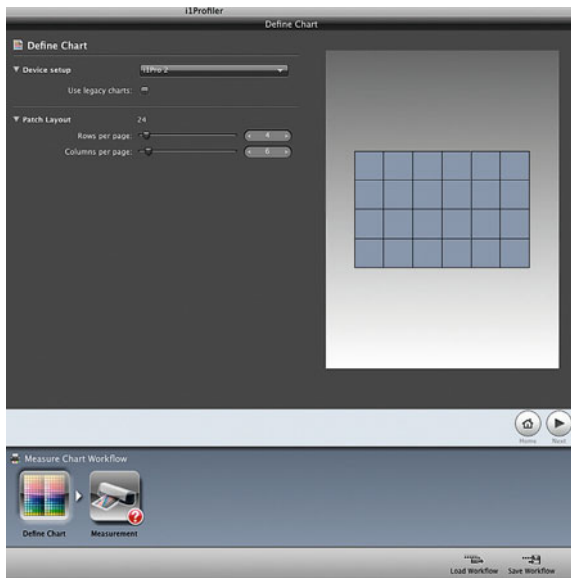 i1Profiler
Define Chart
Define Chart
Device setup
i1Pro 2
Use legacy charts:
Patch Layout 24
Rows per page: 4
Columns per page: 6
Home Next
Measure Chart Workflow
Define Chart Measurement
?
Load Workflow Save Workflow